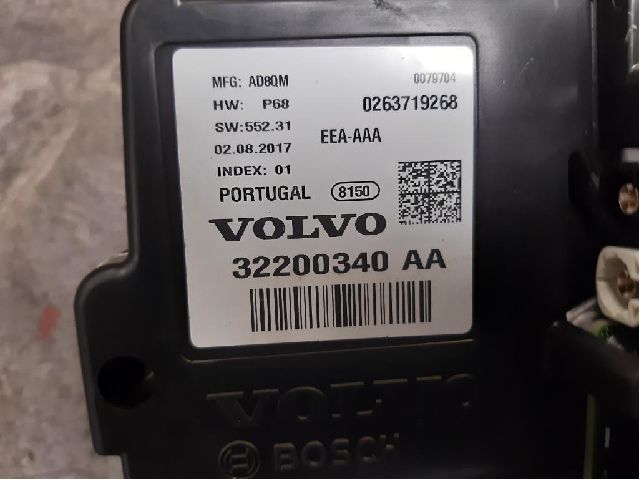 MFG: AD8QM 0079704
HW: P68 0263719268
SW:552.31 EEA-AAA
02.08.2017
INDEX: 01
PORTUGAL 8150
VOLVO
32200340 AA
VOLVO
BOSCH